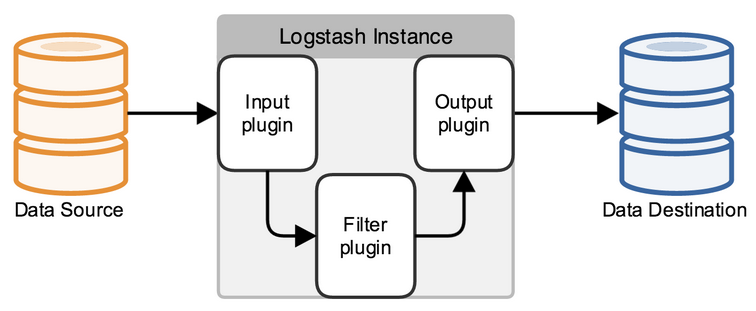 Logstash Instance
Input
plugin
Output
plugin
Filter
plugin
Data Source
Data Destination